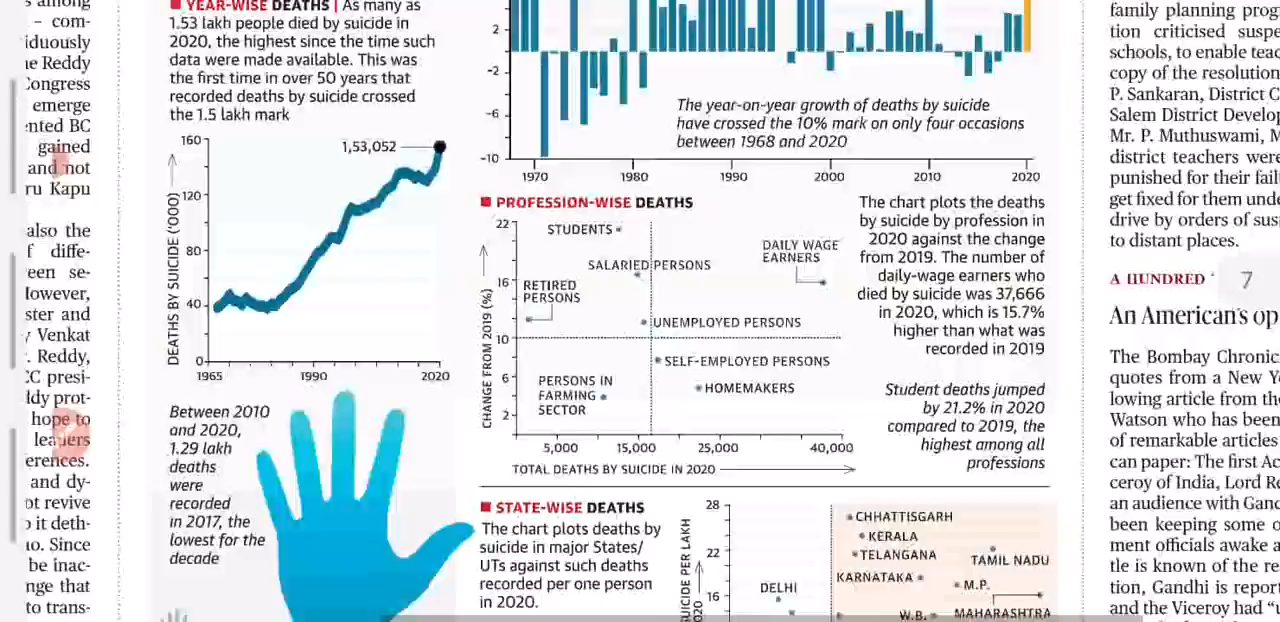 s among
– com-
iduously
ne Reddy
Congress
emerge
nted BC
gained
and not
ru Kapu
also the
f diffe-
een se-
However,
ster and
y Venkat
. Reddy,
CC presi-
ddy prot-
hope to
leaders
erences.
and dy-
ot revive
o it deth-
no. Since
be inac-
nge that
to trans-
YEAR-WISE DEATHS | As many as
1.53 lakh people died by suicide in
2020, the highest since the time such
data were made available. This was
the first time in over 50 years that
recorded deaths by suicide crossed
the 1.5 lakh mark
DEATHS BY SUICIDE ('000)
160
120
80
40
0
1,53,052
1965
1990
2020
Between 2010
and 2020,
1.29 lakh
deaths
were
recorded
in 2017, the
lowest for the
decade
2
-2
-6
-10
The year-on-year growth of deaths by suicide
have crossed the 10% mark on only four occasions
between 1968 and 2020
1970
1980
1990
2000
2010
2020
PROFESSION-WISE DEATHS
CHANGE FROM 2019 (%)
22
16
10
6
2
STUDENTS
SALARIED PERSONS
DAILY WAGE
EARNERS
RETIRED
PERSONS
UNEMPLOYED PERSONS
SELF-EMPLOYED PERSONS
PERSONS IN
FARMING
SECTOR
HOMEMAKERS
5,000
15,000
25,000
40,000
TOTAL DEATHS BY SUICIDE IN 2020
The chart plots the deaths
by suicide by profession in
2020 against the change
from 2019. The number of
daily-wage earners who
died by suicide was 37,666
in 2020, which is 15.7%
higher than what was
recorded in 2019
Student deaths jumped
by 21.2% in 2020
compared to 2019, the
highest among all
professions
STATE-WISE DEATHS
The chart plots deaths by
suicide in major States/
UTs against such deaths
recorded per one person
in 2020.
SUICIDE PER LAKH
2020
28
22
16
CHHATTISGARH
KERALA
TELANGANA
TAMIL NADU
KARNATAKA
M.P.
DELHI
W.B.
MAHARASHTRA
family planning prog
tion criticised suspe
schools, to enable teac
copy of the resolution
P. Sankaran, District C
Salem District Develop
Mr. P. Muthuswami, M
district teachers were
punished for their fail
get fixed for them unde
drive by orders of sus
to distant places.
A HUNDRED
7
An American's op
The Bombay Chronic
quotes from a New Yo
lowing article from the
Watson who has been
of remarkable articles
can paper: The first Ac
ceroy of India, Lord Re
an audience with Gand
been keeping some o
ment officials awake a
tle is known of the re
tion, Gandhi is report
and the Viceroy had "u